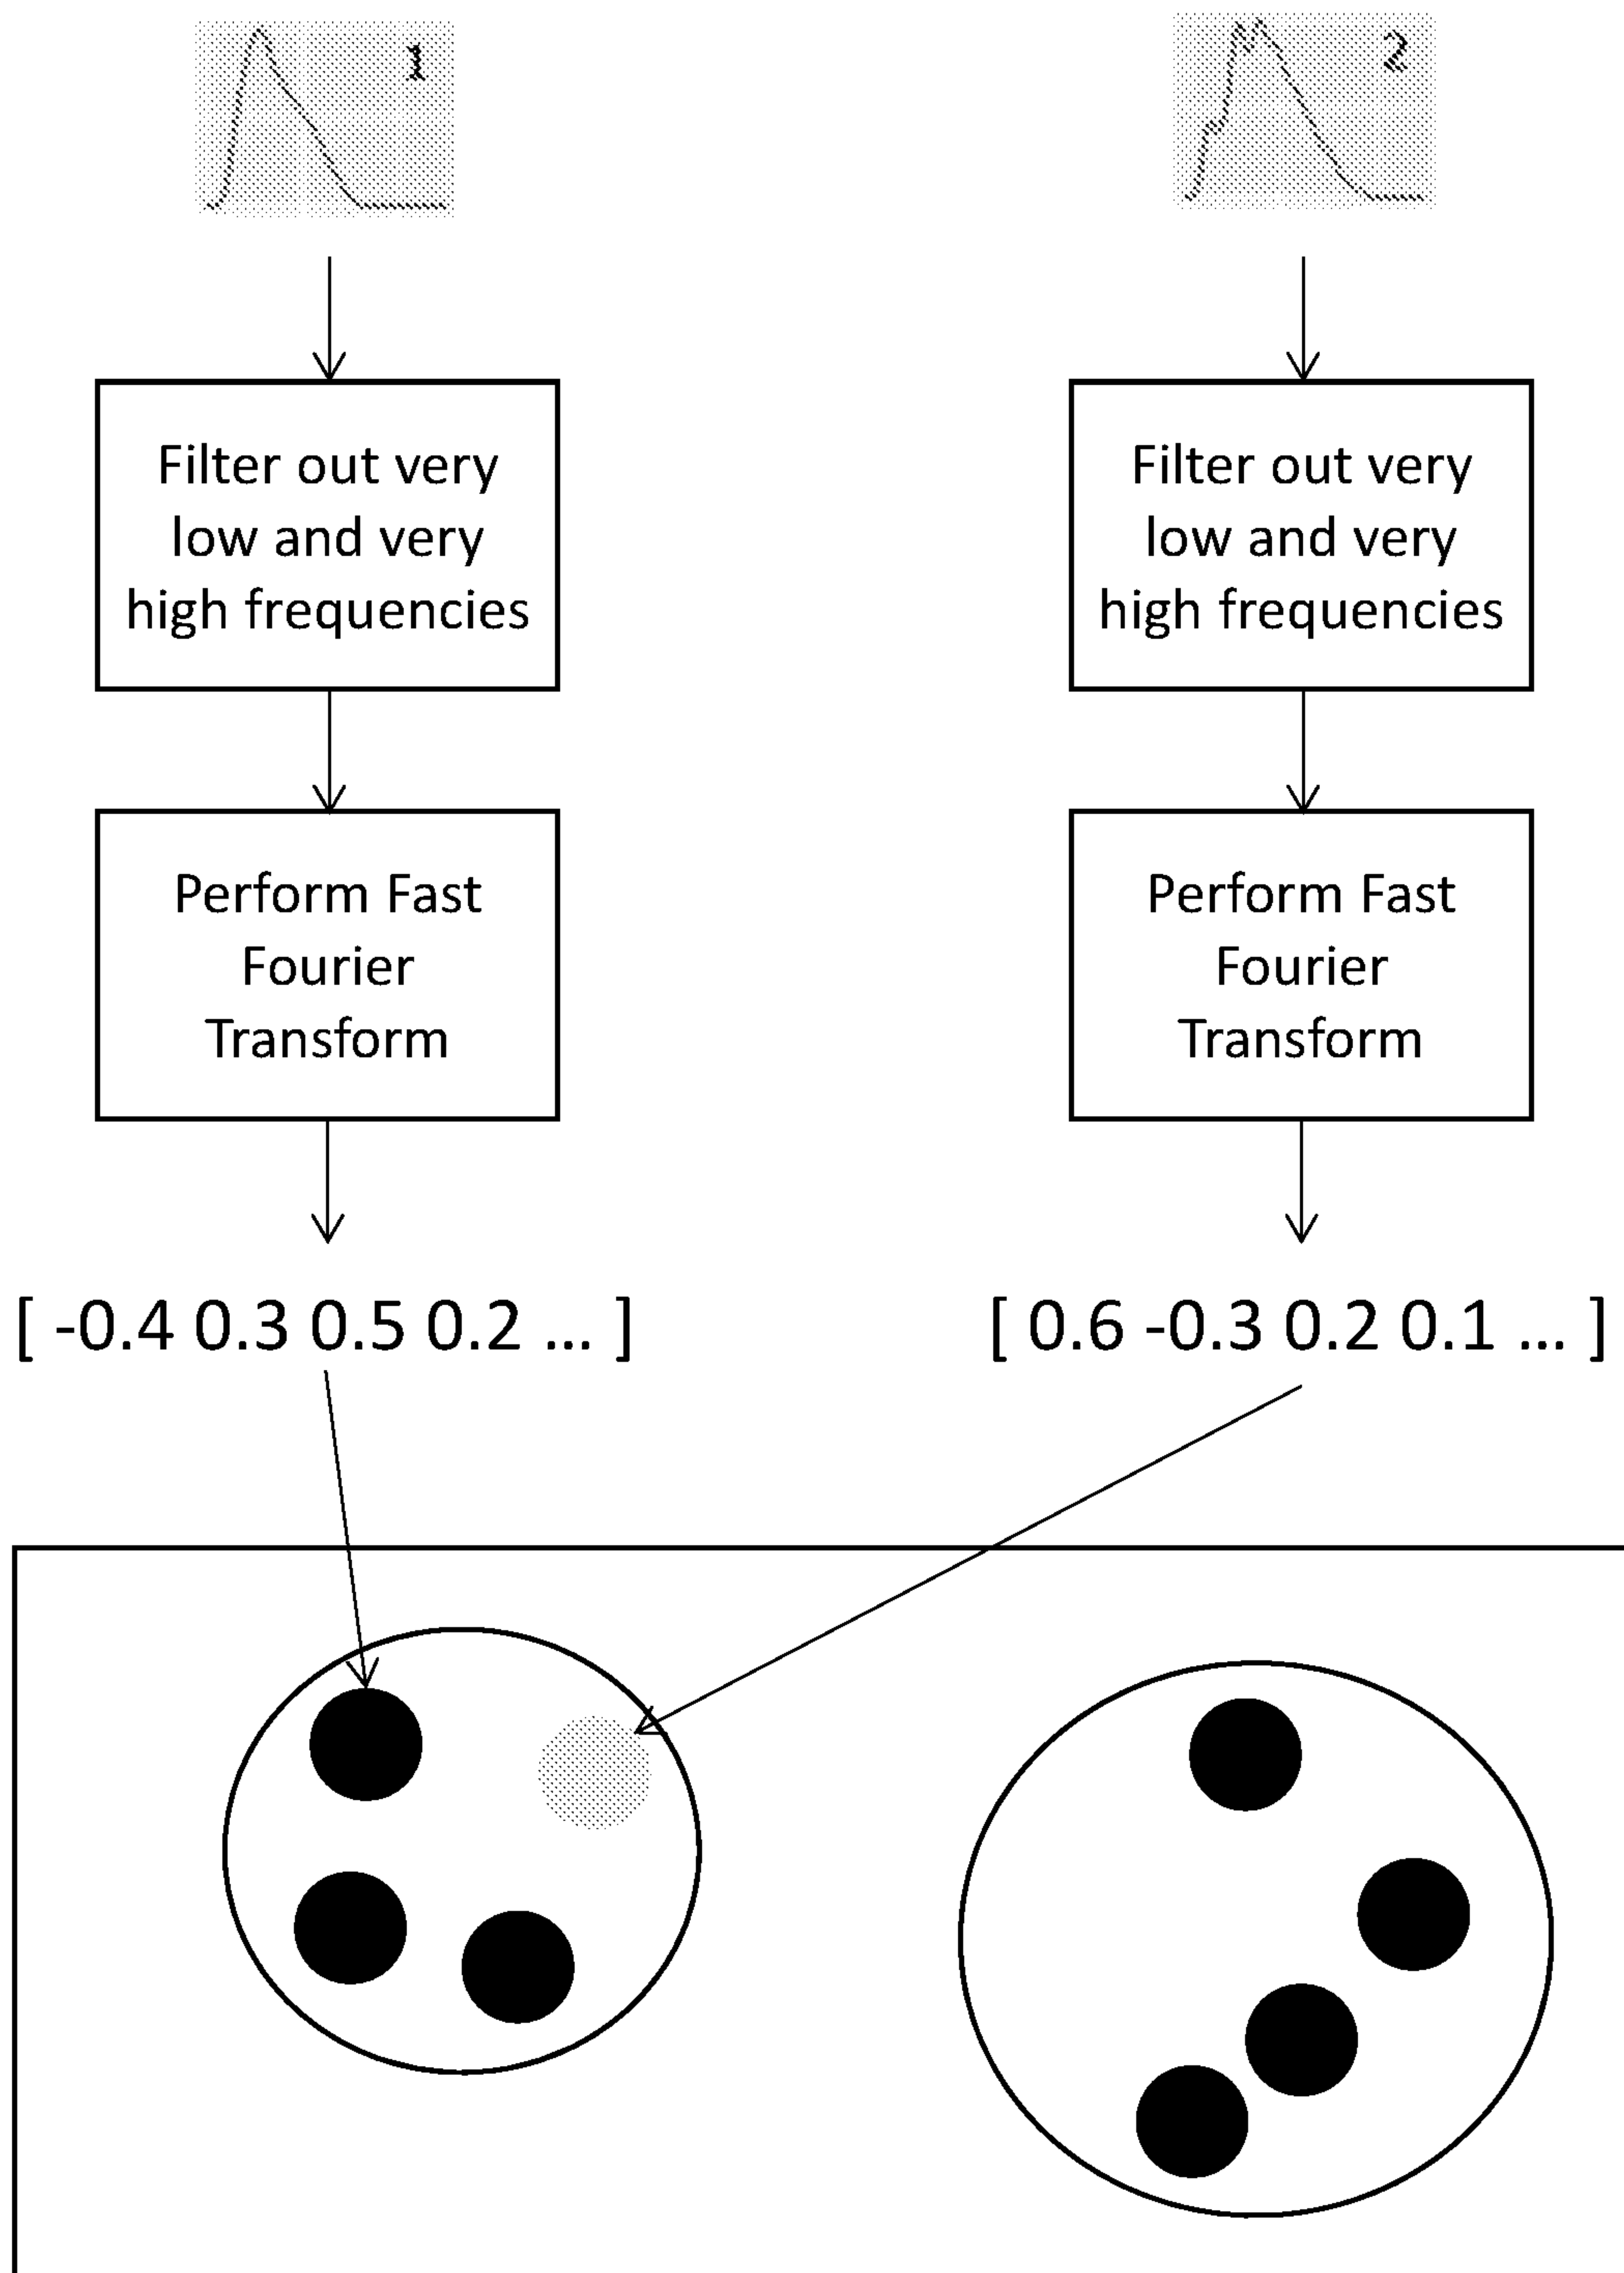 1
2
Filter out very
low and very
high frequencies
Filter out very
low and very
high frequencies
Perform Fast
Fourier
Transform
Perform Fast
Fourier
Transform
[ -0.4 0.3 0.5 0.2 ... ]
[ 0.6 -0.3 0.2 0.1 ... ]